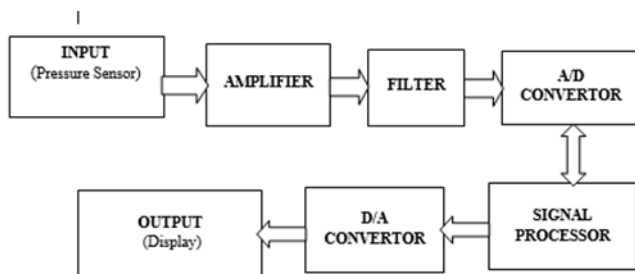 INPUT
(Pressure Sensor)
AMPLIFIER
FILTER
A/D
CONVERTOR
OUTPUT
(Display)
D/A
CONVERTOR
SIGNAL
PROCESSOR